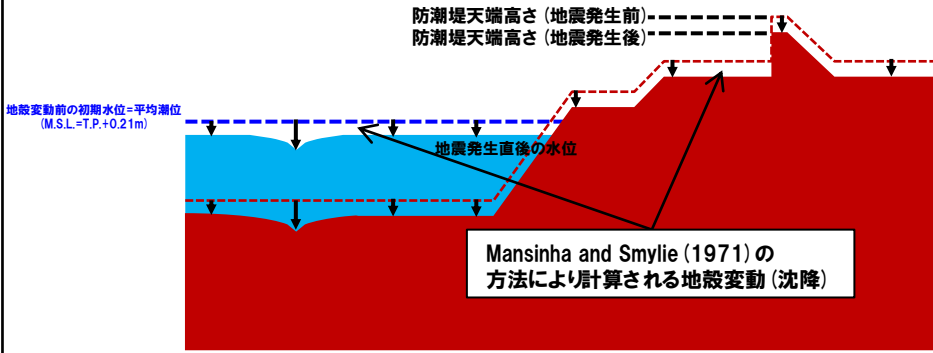 防潮堤天端高さ(地震発生前)
防潮堤天端高さ(地震発生後)
地殻変動前の初期水位=平均潮位
(M.S.L.=T.P.+0.21m)
地震発生直後の水位
Mansinha and Smylie(1971)の
方法により計算される地殻変動(沈降)